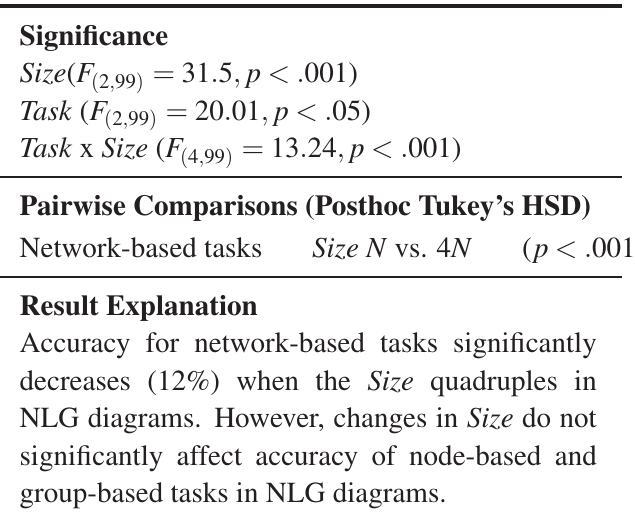 Significance
Size(F(2,99) = 31.5, p < .001)
Task (F(2,99) = 20.01, p < .05)
Task x Size (F(4,99) = 13.24, p < .001)
Pairwise Comparisons (Posthoc Tukey's HSD)
Network-based tasks Size N vs. 4N (p < .001
Result Explanation
Accuracy for network-based tasks significantly
decreases (12%) when the Size quadruples in
NLG diagrams. However, changes in Size do not
significantly affect accuracy of node-based and
group-based tasks in NLG diagrams.